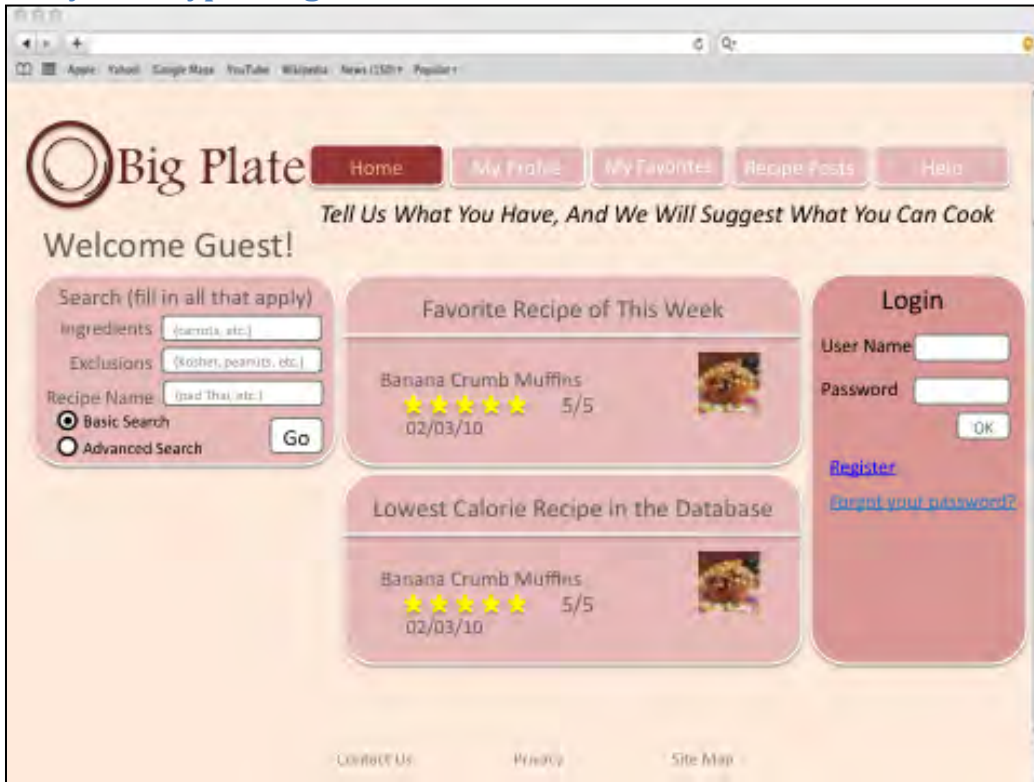 Apple Yahoo! Google Maps YouTube Wikipedia News (150) Popular
Big Plate
Home
My Profile
My Favorites
Recipe Posts
Help
Tell Us What You Have, And We Will Suggest What You Can Cook
Welcome Guest!
Search (fill in all that apply)
Ingredients (carrots, etc.)
Exclusions (Kosher, peanuts, etc.)
Recipe Name (pad Thai, etc.)
Basic Search
Advanced Search
Go
Favorite Recipe of This Week
Banana Crumb Muffins
5/5
02/03/10
Lowest Calorie Recipe in the Database
Banana Crumb Muffins
5/5
02/03/10
Login
User Name
Password
OK
Register
Forgot your password?
Contact Us
Privacy
Site Map